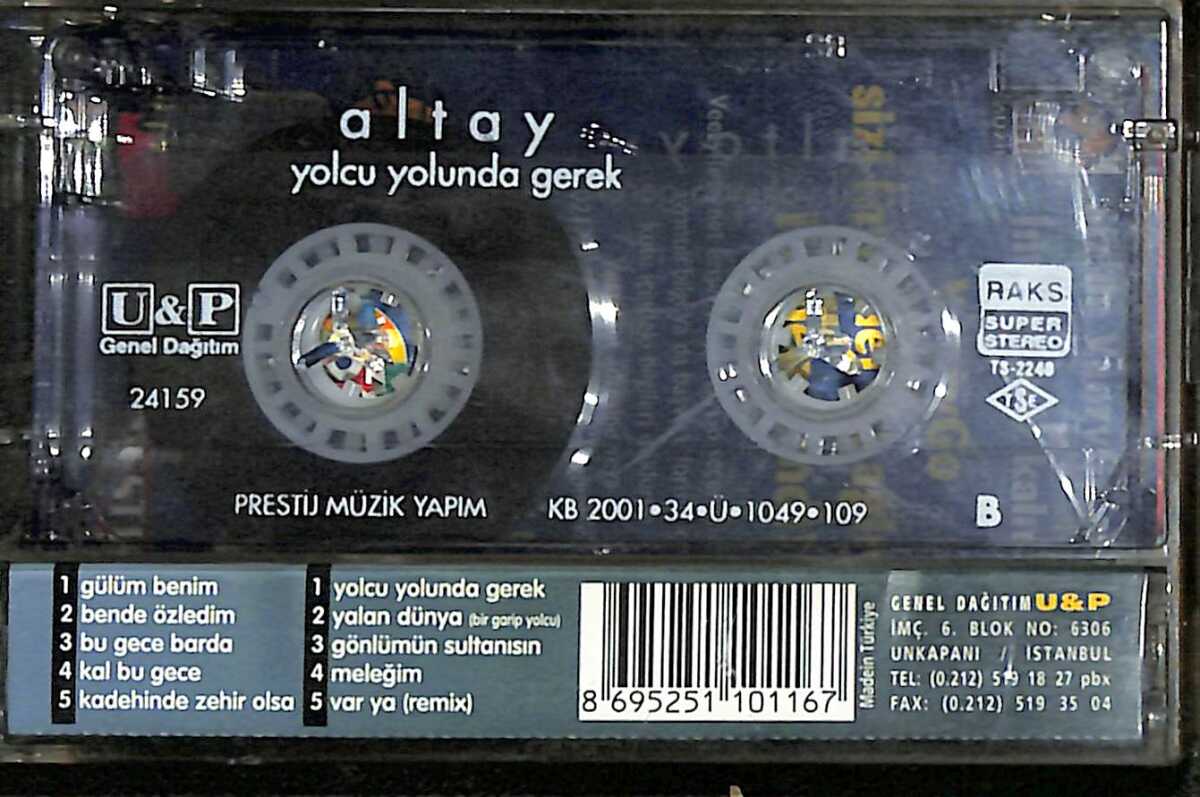 altay
yolcu yolunda gerek
U&P
Genel Dağıtım
24159
RAKS
SUPER
STEREO
TS-2240
TSE
PRESTİJ MÜZİK YAPIM
KB 2001•34•Ü•1049•109
B
1 gülüm benim
2 bende özledim
3 bu gece barda
4 kal bu gece
5 kadehinde zehir olsa
1 yolcu yolunda gerek
2 yalan dünya (bir garip yolcu)
3 gönlümün sultanısın
4 meleğim
5 var ya (remix)
8 695251 101167
Madein Türkiye
GENEL DAĞITIM U&P
İMÇ. 6. BLOK NO: 6306
UNKAPANI / İSTANBUL
TEL: (0.212) 519 18 27 pbx
FAX: (0.212) 519 35 04